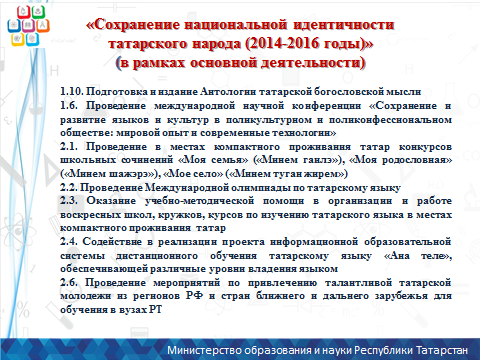 «Сохранение национальной идентичности
татарского народа (2014-2016 годы)»
(в рамках основной деятельности)
1.10. Подготовка и издание Антологии татарской богословской мысли
1.6. Проведение международной научной конференции «Сохранение и
развитие языков и культур в поликультурном и поликонфессиональном
обществе: мировой опыт и современные технологии»
2.1. Проведение в местах компактного проживания татар конкурсов
школьных сочинений «Моя семья» («Минем гаилэ»), «Моя родословная»
(«Минем шажэрэ»), «Мое село» («Минем туган жирем»)
2.2. Проведение Международной олимпиады по татарскому языку
2.3. Оказание учебно-методической помощи в организации и работе
воскресных школ, кружков, курсов по изучению татарского языка в местах
компактного проживания татар
2.4. Содействие в реализации проекта информационной образовательной
системы дистанционного обучения татарскому языку «Ана теле»,
обеспечивающей различные уровни владения языком
2.6. Проведение мероприятий по привлечению талантливой татарской
молодежи из регионов РФ и стран ближнего и дальнего зарубежья для
обучения в вузах РТ
Министерство образования и науки Республики Татарстан